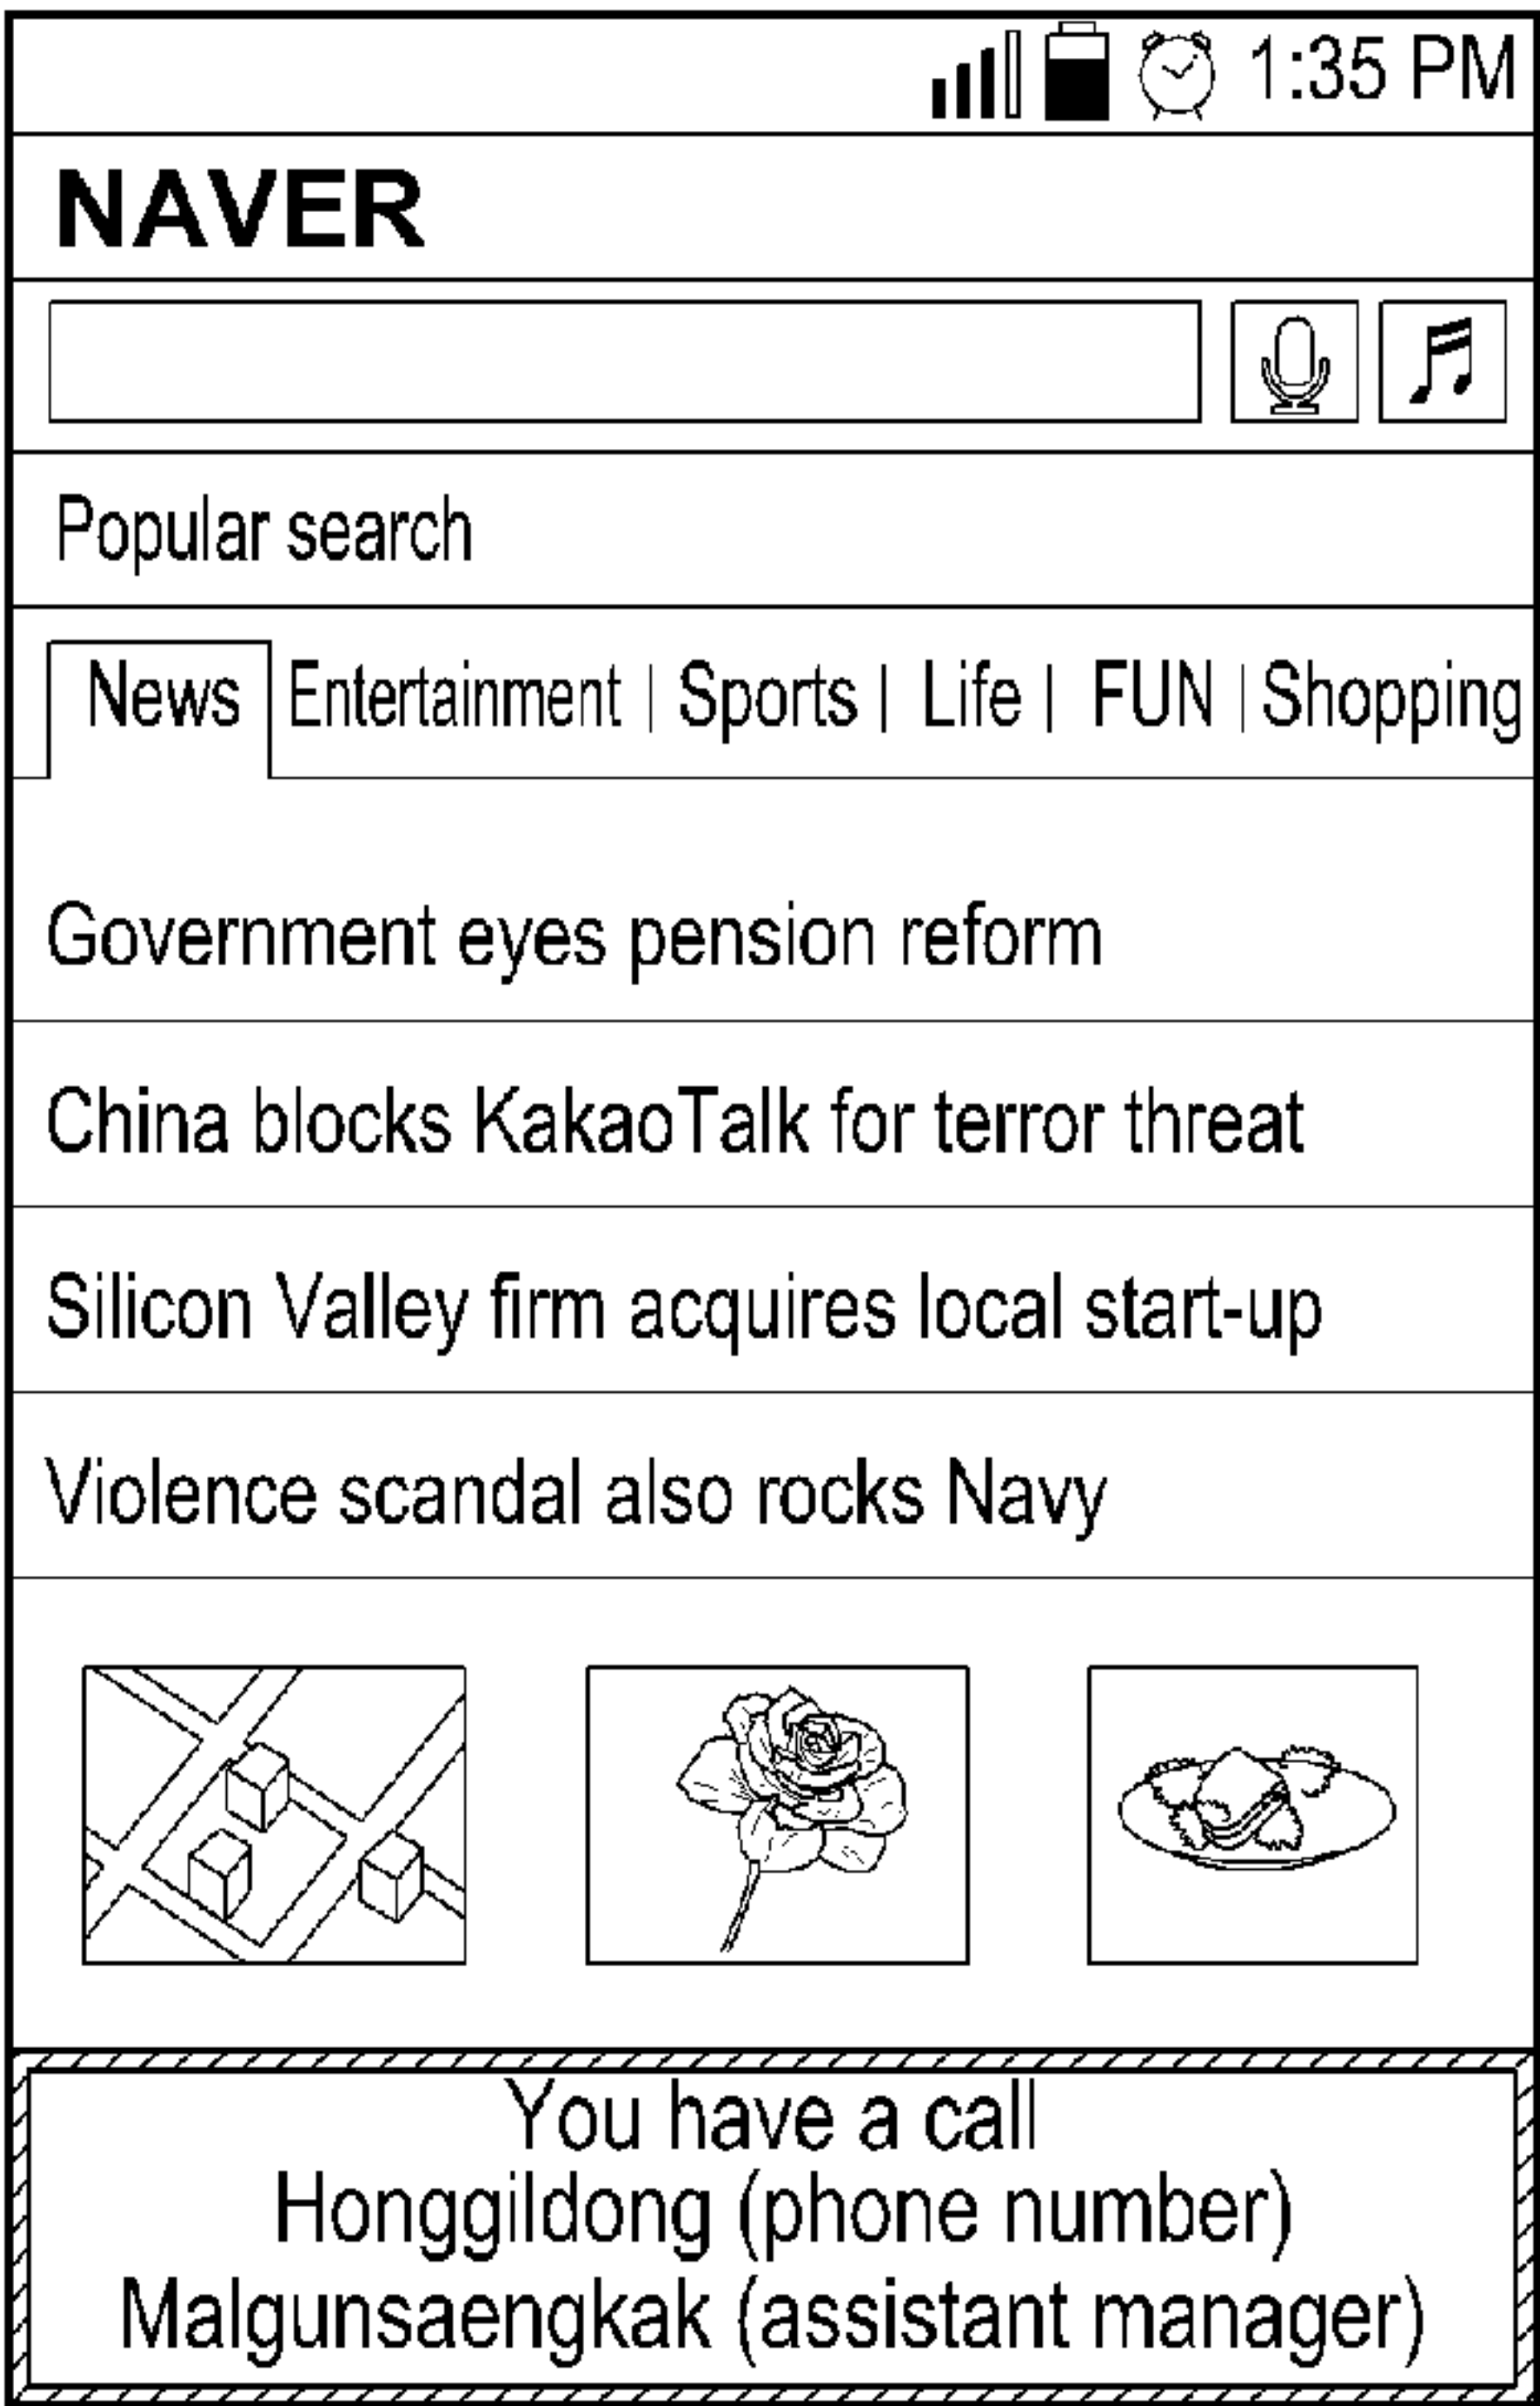 1:35 PM
NAVER
Popular search
News Entertainment | Sports | Life | FUN | Shopping
Government eyes pension reform
China blocks KakaoTalk for terror threat
Silicon Valley firm acquires local start-up
Violence scandal also rocks Navy
You have a call
Honggildong (phone number)
Malgunsaengkak (assistant manager)